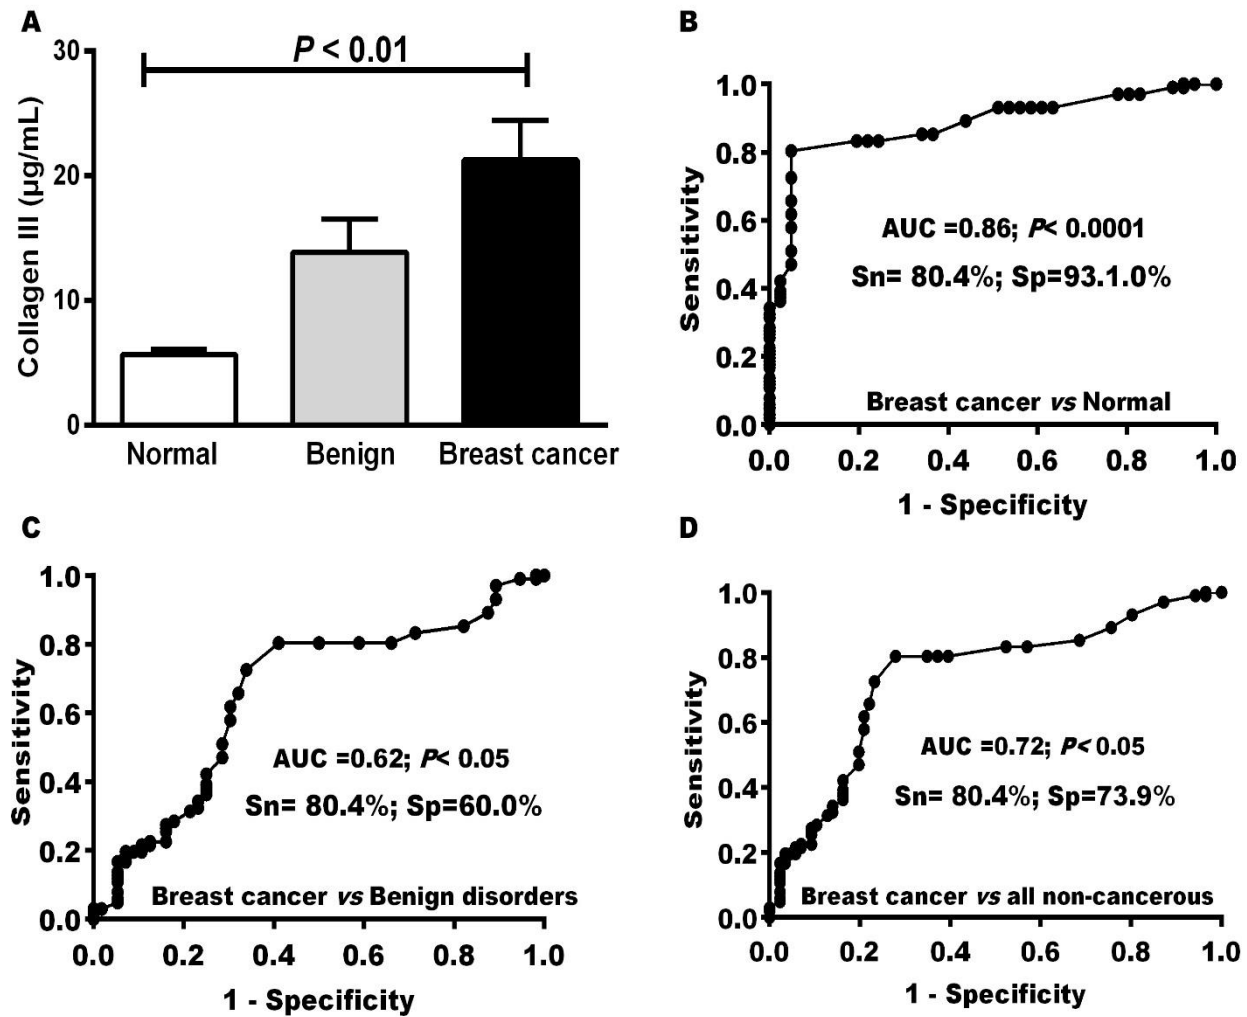 A
P < 0.01
Collagen III (µg/mL)
30
20
10
0
Normal
Benign
Breast cancer
B
Sensitivity
1.0
0.8
0.6
0.4
0.2
0.0
AUC =0.86; P< 0.0001
Sn= 80.4%; Sp=93.1.0%
Breast cancer vs Normal
0.0 0.2 0.4 0.6 0.8 1.0
1 - Specificity
C
Sensitivity
1.0
0.8
0.6
0.4
0.2
0.0
AUC =0.62; P< 0.05
Sn= 80.4%; Sp=60.0%
Breast cancer vs Benign disorders
0.0 0.2 0.4 0.6 0.8 1.0
1 - Specificity
D
Sensitivity
1.0
0.8
0.6
0.4
0.2
0.0
AUC =0.72; P< 0.05
Sn= 80.4%; Sp=73.9%
Breast cancer vs all non-cancerous
0.0 0.2 0.4 0.6 0.8 1.0
1 - Specificity